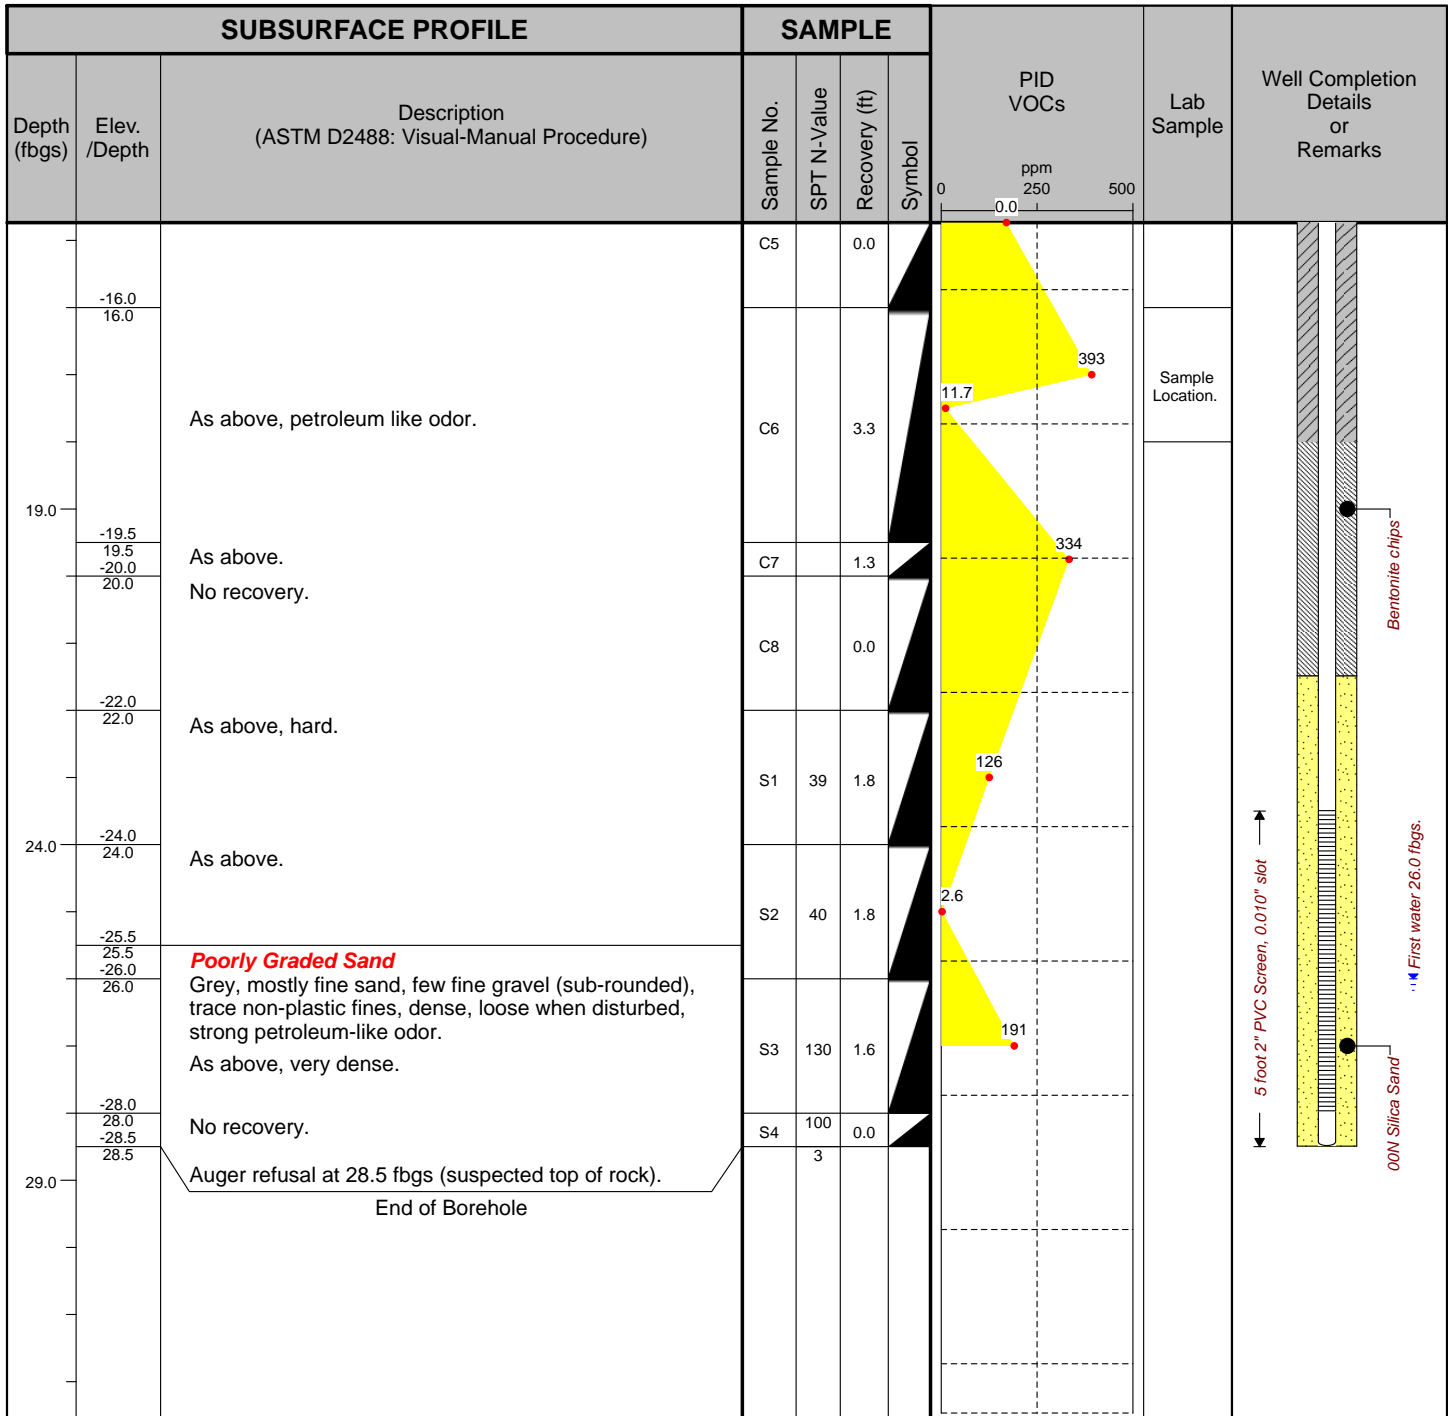 SUBSURFACE PROFILE
SAMPLE
Depth
(fbgs)
Elev.
/Depth
Description
(ASTM D2488: Visual-Manual Procedure)
Sample No.
SPT N-Value
Recovery (ft)
Symbol
PID
VOCs
ppm
0 250 500
Lab
Sample
Well Completion
Details
or
Remarks
0.0
C5 0.0
-16.0
16.0
393
Sample
Location.
11.7
As above, petroleum like odor.
C6 3.3
19.0
-19.5
19.5
As above.
C7 1.3
334
-20.0
20.0
No recovery.
Bentonite chips
C8 0.0
-22.0
22.0
As above, hard.
126
S1 39 1.8
24.0
-24.0
24.0
As above.
2.6
S2 40 1.8
5 foot 2" PVC Screen, 0.010" slot
First water 26.0 fbgs.
-25.5
25.5
Poorly Graded Sand
-26.0
26.0
Grey, mostly fine sand, few fine gravel (sub-rounded),
trace non-plastic fines, dense, loose when disturbed,
strong petroleum-like odor.
191
S3 130 1.6
As above, very dense.
00N Silica Sand
-28.0
28.0
No recovery.
S4 100 0.0
3
-28.5
28.5
Auger refusal at 28.5 fbgs (suspected top of rock).
29.0
End of Borehole